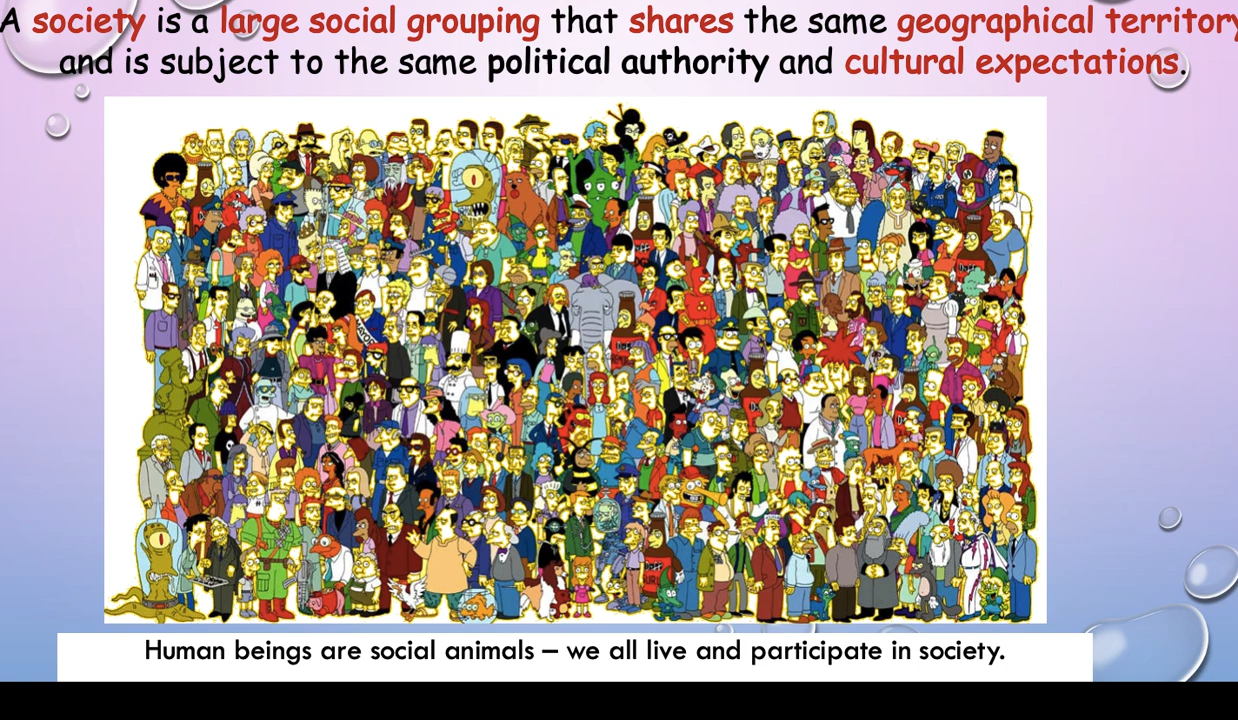 A society is a large social grouping that shares the same geographical territory
and is subject to the same political authority and cultural expectations.
Human beings are social animals – we all live and participate in society.